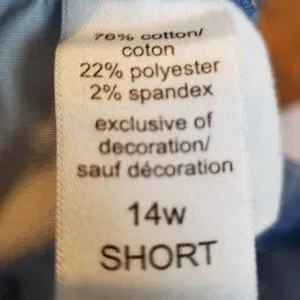 76% cotton/
coton
22% polyester
2% spandex
exclusive of
decoration/
sauf décoration
14w
SHORT